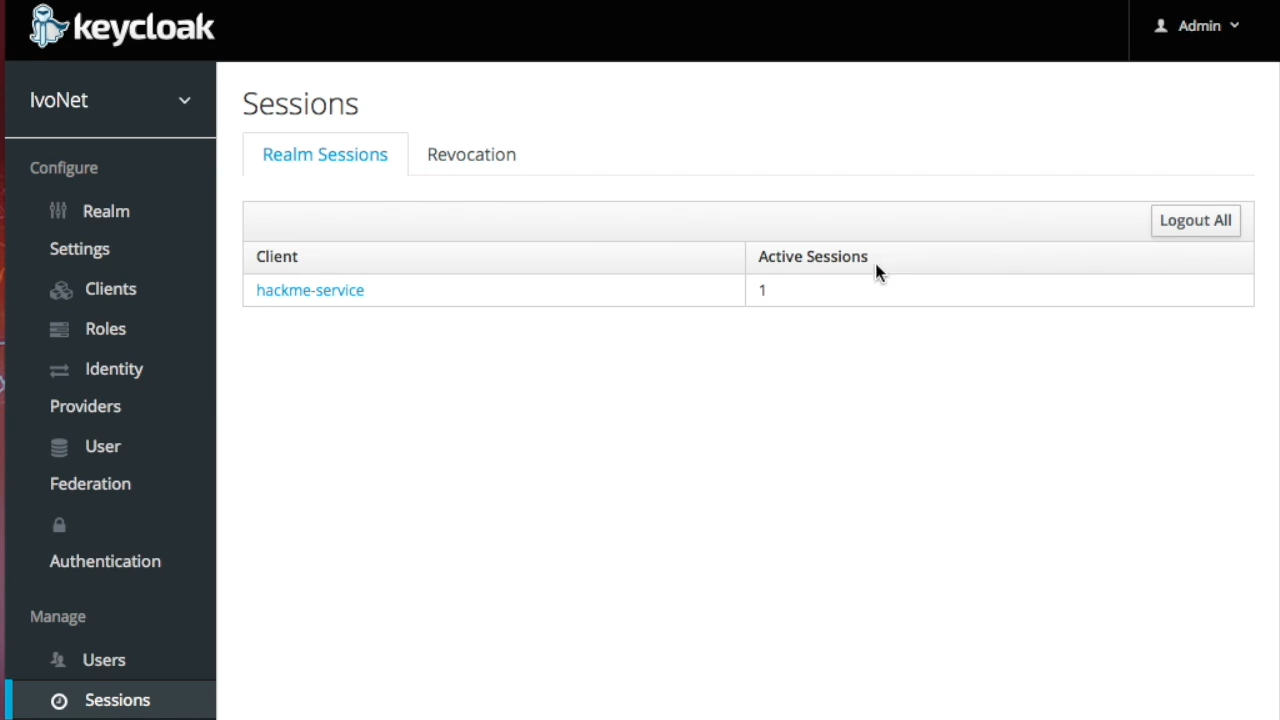 keycloak
Admin
IvoNet
Sessions
Realm Sessions
Revocation
Configure
Realm
Settings
Clients
Roles
Identity
Providers
User
Federation
Authentication
Manage
Users
Sessions
Logout All
Client
Active Sessions
hackme-service
1